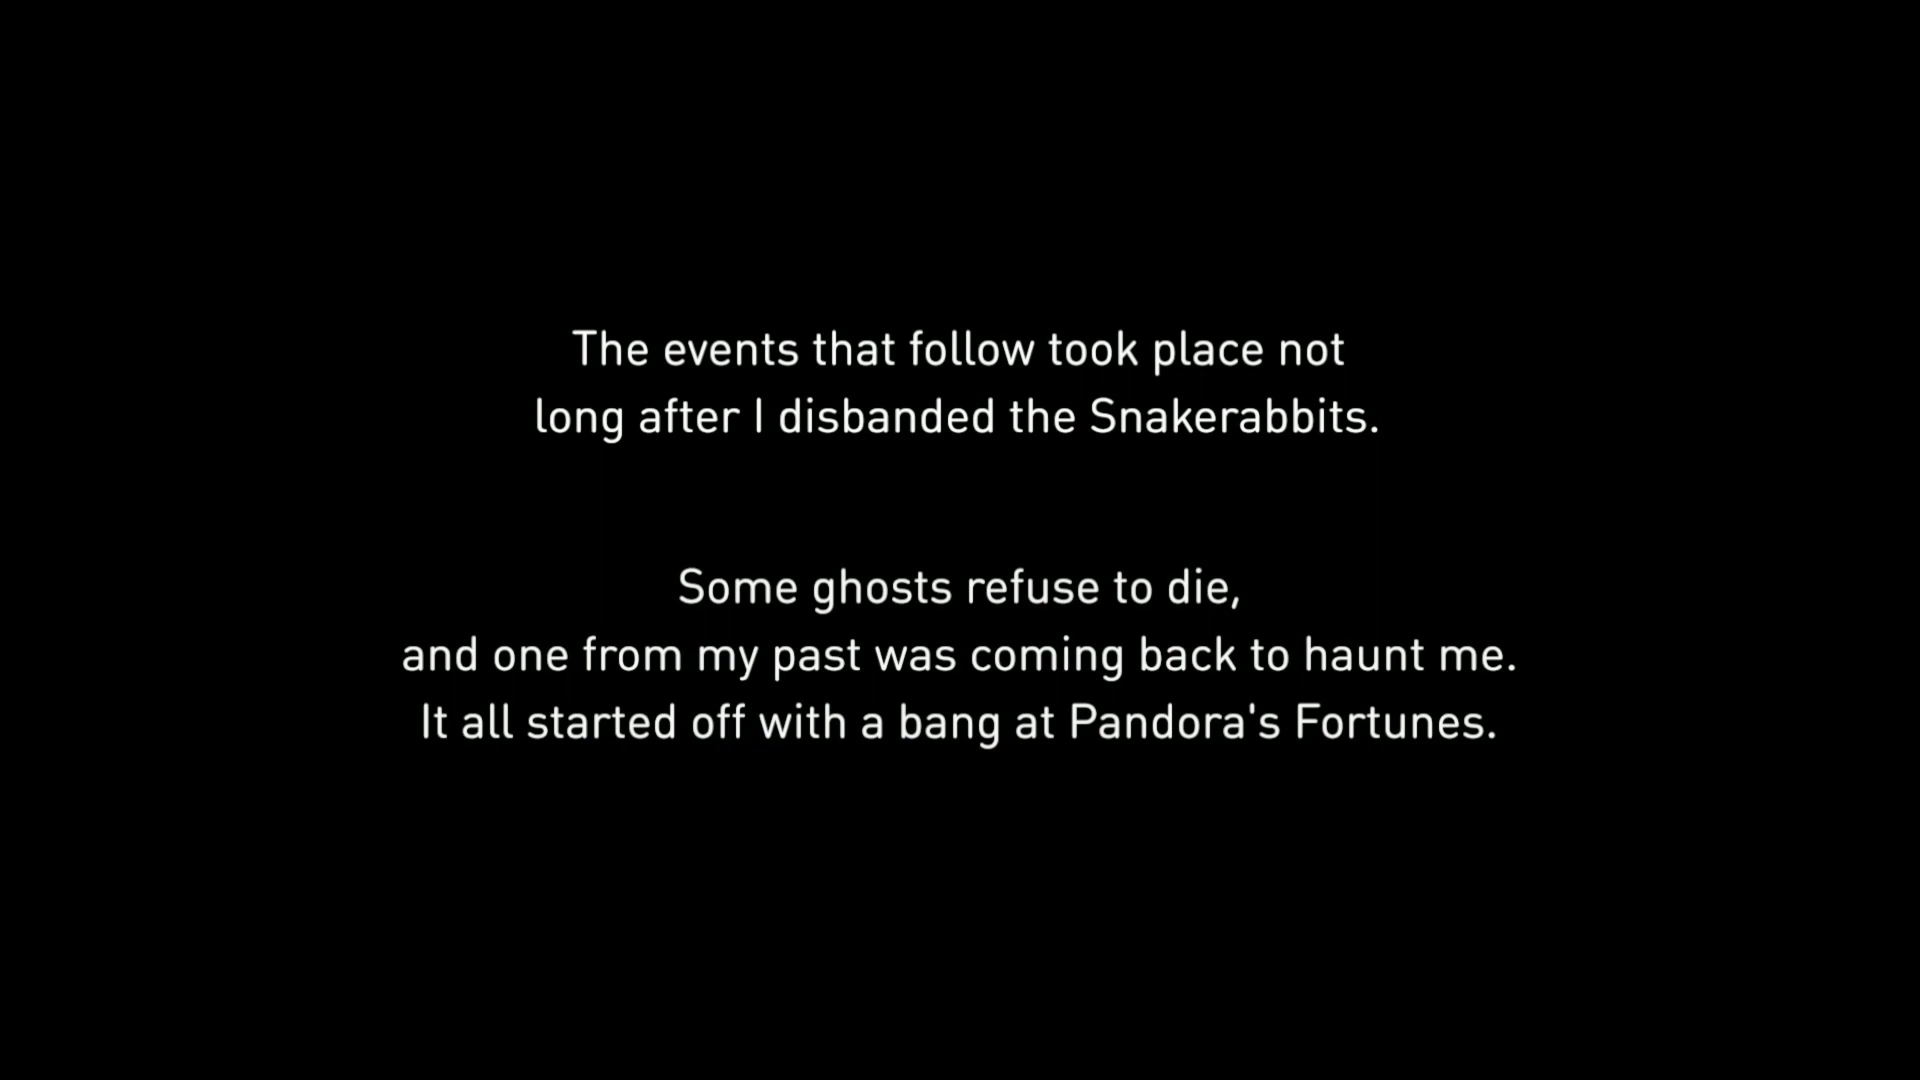 The events that follow took place not
long after I disbanded the Snakerabbits.
Some ghosts refuse to die,
and one from my past was coming back to haunt me.
It all started off with a bang at Pandora's Fortunes.